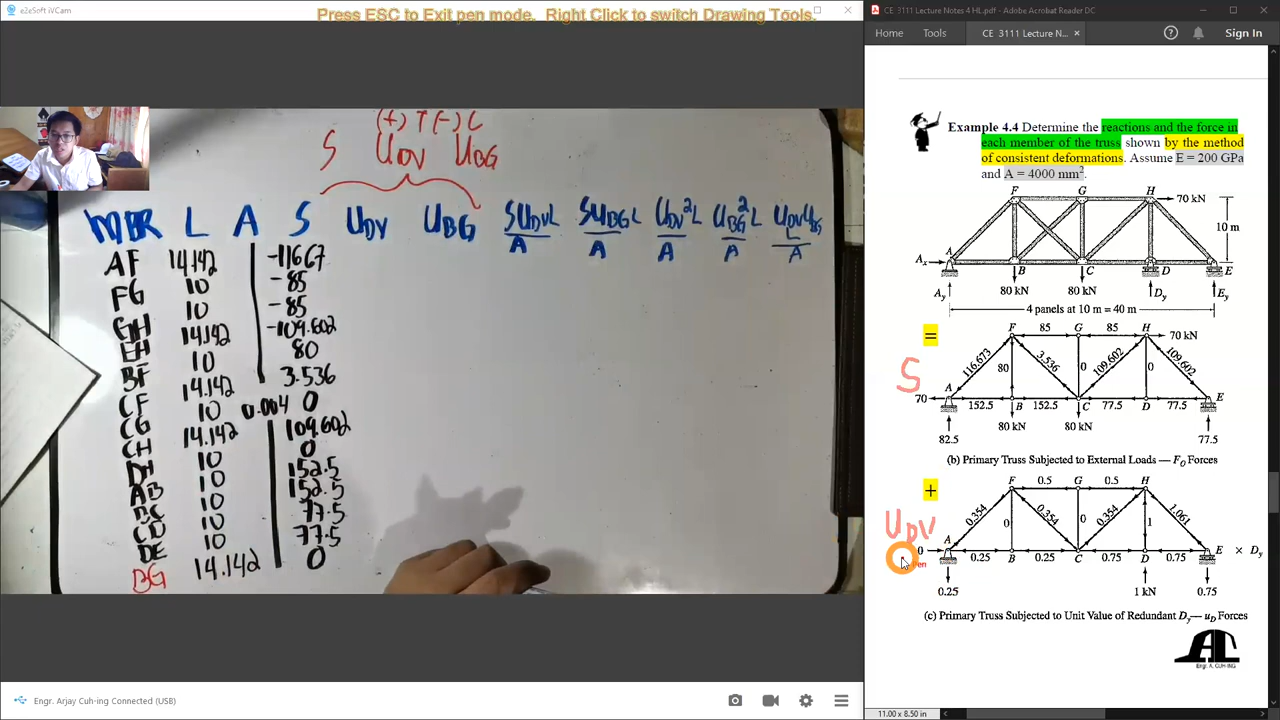 e2eSoft iVCam
Press ESC to Exit pen mode. Right Click to switch Drawing Tools.
(+) T (-) C
S UDV UBG
MBR L A S UDV UBG SUDVL/A SUBGL/A UDV²L/A UBG²L/A UDVUBGL/A
AF 14.142 -116.67
FG 10 -85
GH 10 -85
EH 14.142 -109.602
BF 10 80
CF 14.142 3.536
CG 10 0.004 0
CH 14.142 109.602
DH 10 0
AB 10 152.5
BC 10 152.5
CD 10 77.5
DE 10 77.5
BG 14.142 0
Engr. Arjay Cuh-ing Connected (USB)
CE 3111 Lecture Notes 4 HL.pdf - Adobe Acrobat Reader DC
Home Tools CE 3111 Lecture N... × Sign In
Example 4.4 Determine the reactions and the force in
each member of the truss shown by the method
of consistent deformations. Assume E = 200 GPa
and A = 4000 mm².
F G H 70 kN
10 m
A
Ax
B C D E
80 kN 80 kN
Ay Dy Ey
4 panels at 10 m = 40 m
=
F 85 G 85 H 70 kN
S
116.673 80 3.536 0 109.602 0 109.602
A E
70 152.5 B 152.5 C 77.5 D 77.5
80 kN 80 kN
82.5 77.5
(b) Primary Truss Subjected to External Loads — FO Forces
+
F 0.5 G 0.5 H
UDV
0.354 0 0.354 0 0.354 1 1.061
A
0 0.25 B 0.25 C 0.75 D 0.75 E × Dy
Pen
0.25 1 kN 0.75
(c) Primary Truss Subjected to Unit Value of Redundant Dy— uD Forces
AC
Engr. A. CUH-ING
11.00 x 8.50 in